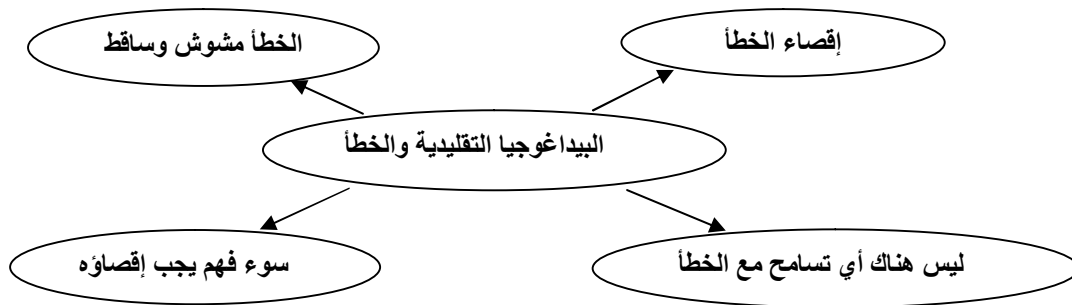 إقصاء الخطأ
الخطأ مشوش وساقط
البيداغوجيا التقليدية والخطأ
ليس هناك أي تسامح مع الخطأ
سوء فهم يجب إقصاؤه